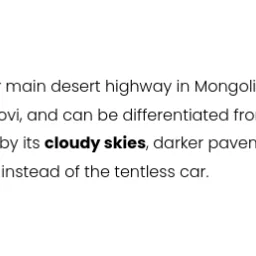 main desert highway in Mongoli
ovi, and can be differentiated fro
by its cloudy skies, darker paven
instead of the tentless car.